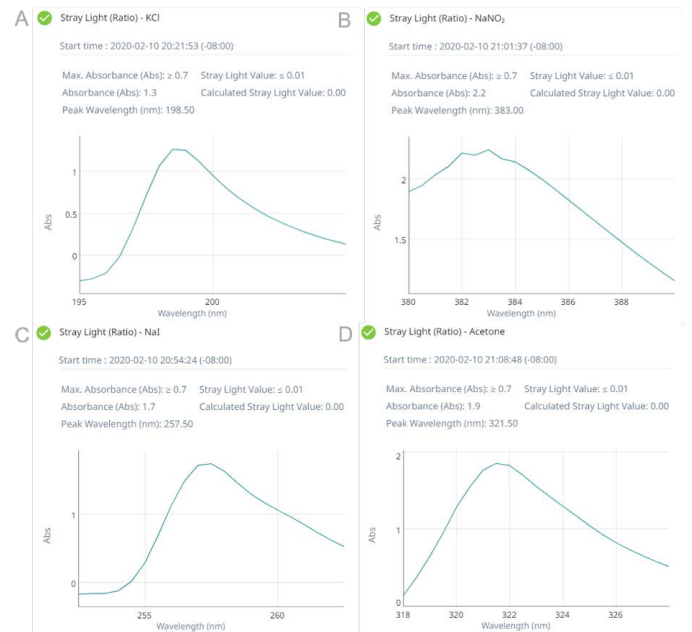 A
Stray Light (Ratio) - KCl
Start time : 2020-02-10 20:21:53 (-08:00)
Max. Absorbance (Abs): ≥ 0.7 Stray Light Value: ≤ 0.01
Absorbance (Abs): 1.3 Calculated Stray Light Value: 0.00
Peak Wavelength (nm): 198.50
1
0.5
0
Abs
195 200
Wavelength (nm)
B
Stray Light (Ratio) - NaNO₂
Start time : 2020-02-10 21:01:37 (-08:00)
Max. Absorbance (Abs): ≥ 0.7 Stray Light Value: ≤ 0.01
Absorbance (Abs): 2.2 Calculated Stray Light Value: 0.00
Peak Wavelength (nm): 383.00
2
1.5
Abs
380 382 384 386 388
Wavelength (nm)
C
Stray Light (Ratio) - NaI
Start time : 2020-02-10 20:54:24 (-08:00)
Max. Absorbance (Abs): ≥ 0.7 Stray Light Value: ≤ 0.01
Absorbance (Abs): 1.7 Calculated Stray Light Value: 0.00
Peak Wavelength (nm): 257.50
1
0
Abs
255 260
Wavelength (nm)
D
Stray Light (Ratio) - Acetone
Start time : 2020-02-10 21:08:48 (-08:00)
Max. Absorbance (Abs): ≥ 0.7 Stray Light Value: ≤ 0.01
Absorbance (Abs): 1.9 Calculated Stray Light Value: 0.00
Peak Wavelength (nm): 321.50
2
1
0
Abs
318 320 322 324 326
Wavelength (nm)